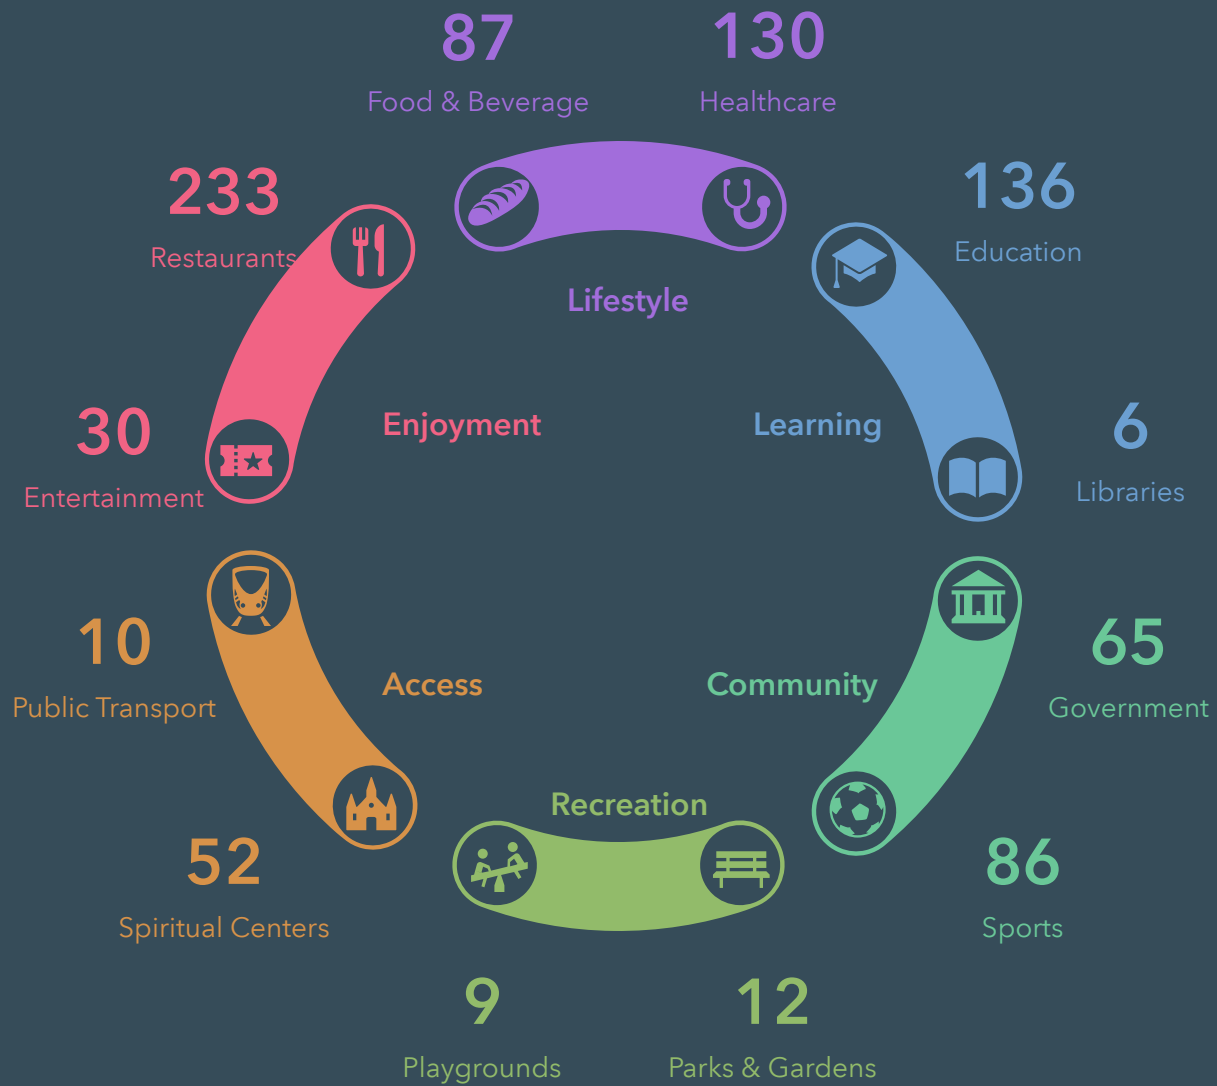 87
Food & Beverage
130
Healthcare
233
Restaurants
136
Education
Lifestyle
30
Entertainment
Enjoyment
Learning
6
Libraries
10
Public Transport
Access
Community
65
Government
52
Spiritual Centers
Recreation
86
Sports
9
Playgrounds
12
Parks & Gardens